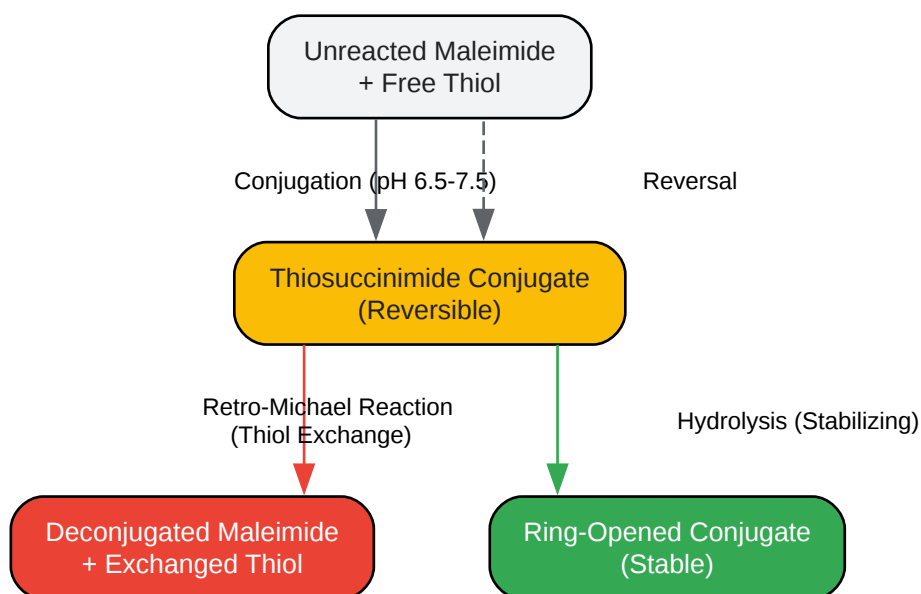 Unreacted Maleimide
+ Free Thiol
Conjugation (pH 6.5-7.5)
Reversal
Thiosuccinimide Conjugate
(Reversible)
Retro-Michael Reaction
(Thiol Exchange)
Hydrolysis (Stabilizing)
Deconjugated Maleimide
+ Exchanged Thiol
Ring-Opened Conjugate
(Stable)